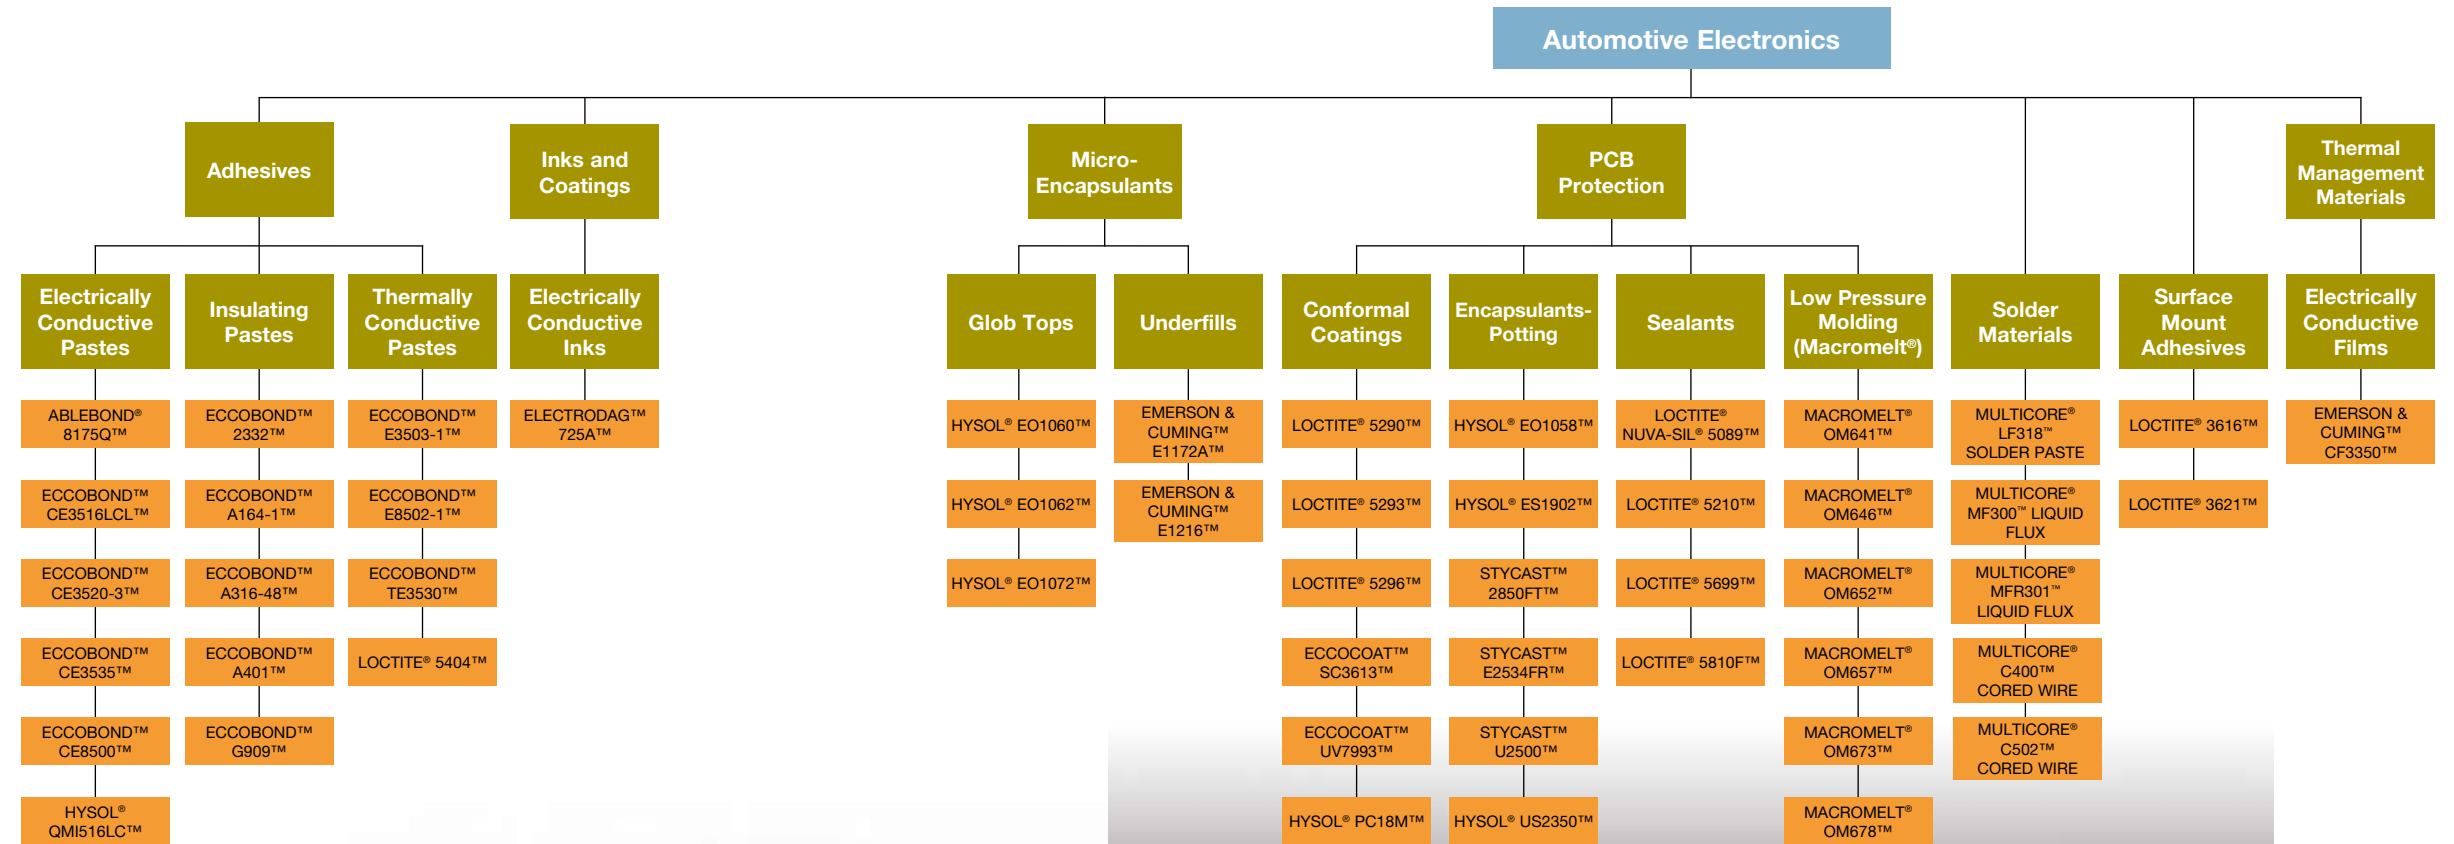 Automotive Electronics
Adhesives
Inks and
Coatings
Micro-
Encapsulants
PCB
Protection
Thermal
Management
Materials
Electrically
Conductive
Pastes
Insulating
Pastes
Thermally
Conductive
Pastes
Electrically
Conductive
Inks
Glob Tops
Underfills
Conformal
Coatings
Encapsulants-
Potting
Sealants
Low Pressure
Molding
(Macromelt®)
Solder
Materials
Surface
Mount
Adhesives
Electrically
Conductive
Films
ABLEBOND®
8175Q™
ECCOBOND™
CE3516LCL™
ECCOBOND™
CE3520-3™
ECCOBOND™
CE3535™
ECCOBOND™
CE8500™
HYSOL®
QMI516LC™
ECCOBOND™
2332™
ECCOBOND™
A164-1™
ECCOBOND™
A316-48™
ECCOBOND™
A401™
ECCOBOND™
G909™
ECCOBOND™
E3503-1™
ECCOBOND™
E8502-1™
ECCOBOND™
TE3530™
LOCTITE® 5404™
ELECTRODAG™
725A™
HYSOL® EO1060™
HYSOL® EO1062™
HYSOL® EO1072™
EMERSON &
CUMING™
E1172A™
EMERSON &
CUMING™
E1216™
LOCTITE® 5290™
LOCTITE® 5293™
LOCTITE® 5296™
ECCOCOAT™
SC3613™
ECCOCOAT™
UV7993™
HYSOL® PC18M™
HYSOL® EO1058™
HYSOL® ES1902™
STYCAST™
2850FT™
STYCAST™
E2534FR™
STYCAST™
U2500™
HYSOL® US2350™
LOCTITE®
NUVA-SIL® 5089™
LOCTITE® 5210™
LOCTITE® 5699™
LOCTITE® 5810F™
MACROMELT®
OM641™
MACROMELT®
OM646™
MACROMELT®
OM652™
MACROMELT®
OM657™
MACROMELT®
OM673™
MACROMELT®
OM678™
MULTICORE®
LF318™
SOLDER PASTE
MULTICORE®
MF300™ LIQUID
FLUX
MULTICORE®
MFR301™
LIQUID FLUX
MULTICORE®
C400™
CORED WIRE
MULTICORE®
C502™
CORED WIRE
LOCTITE® 3616™
LOCTITE® 3621™
EMERSON &
CUMING™
CF3350™